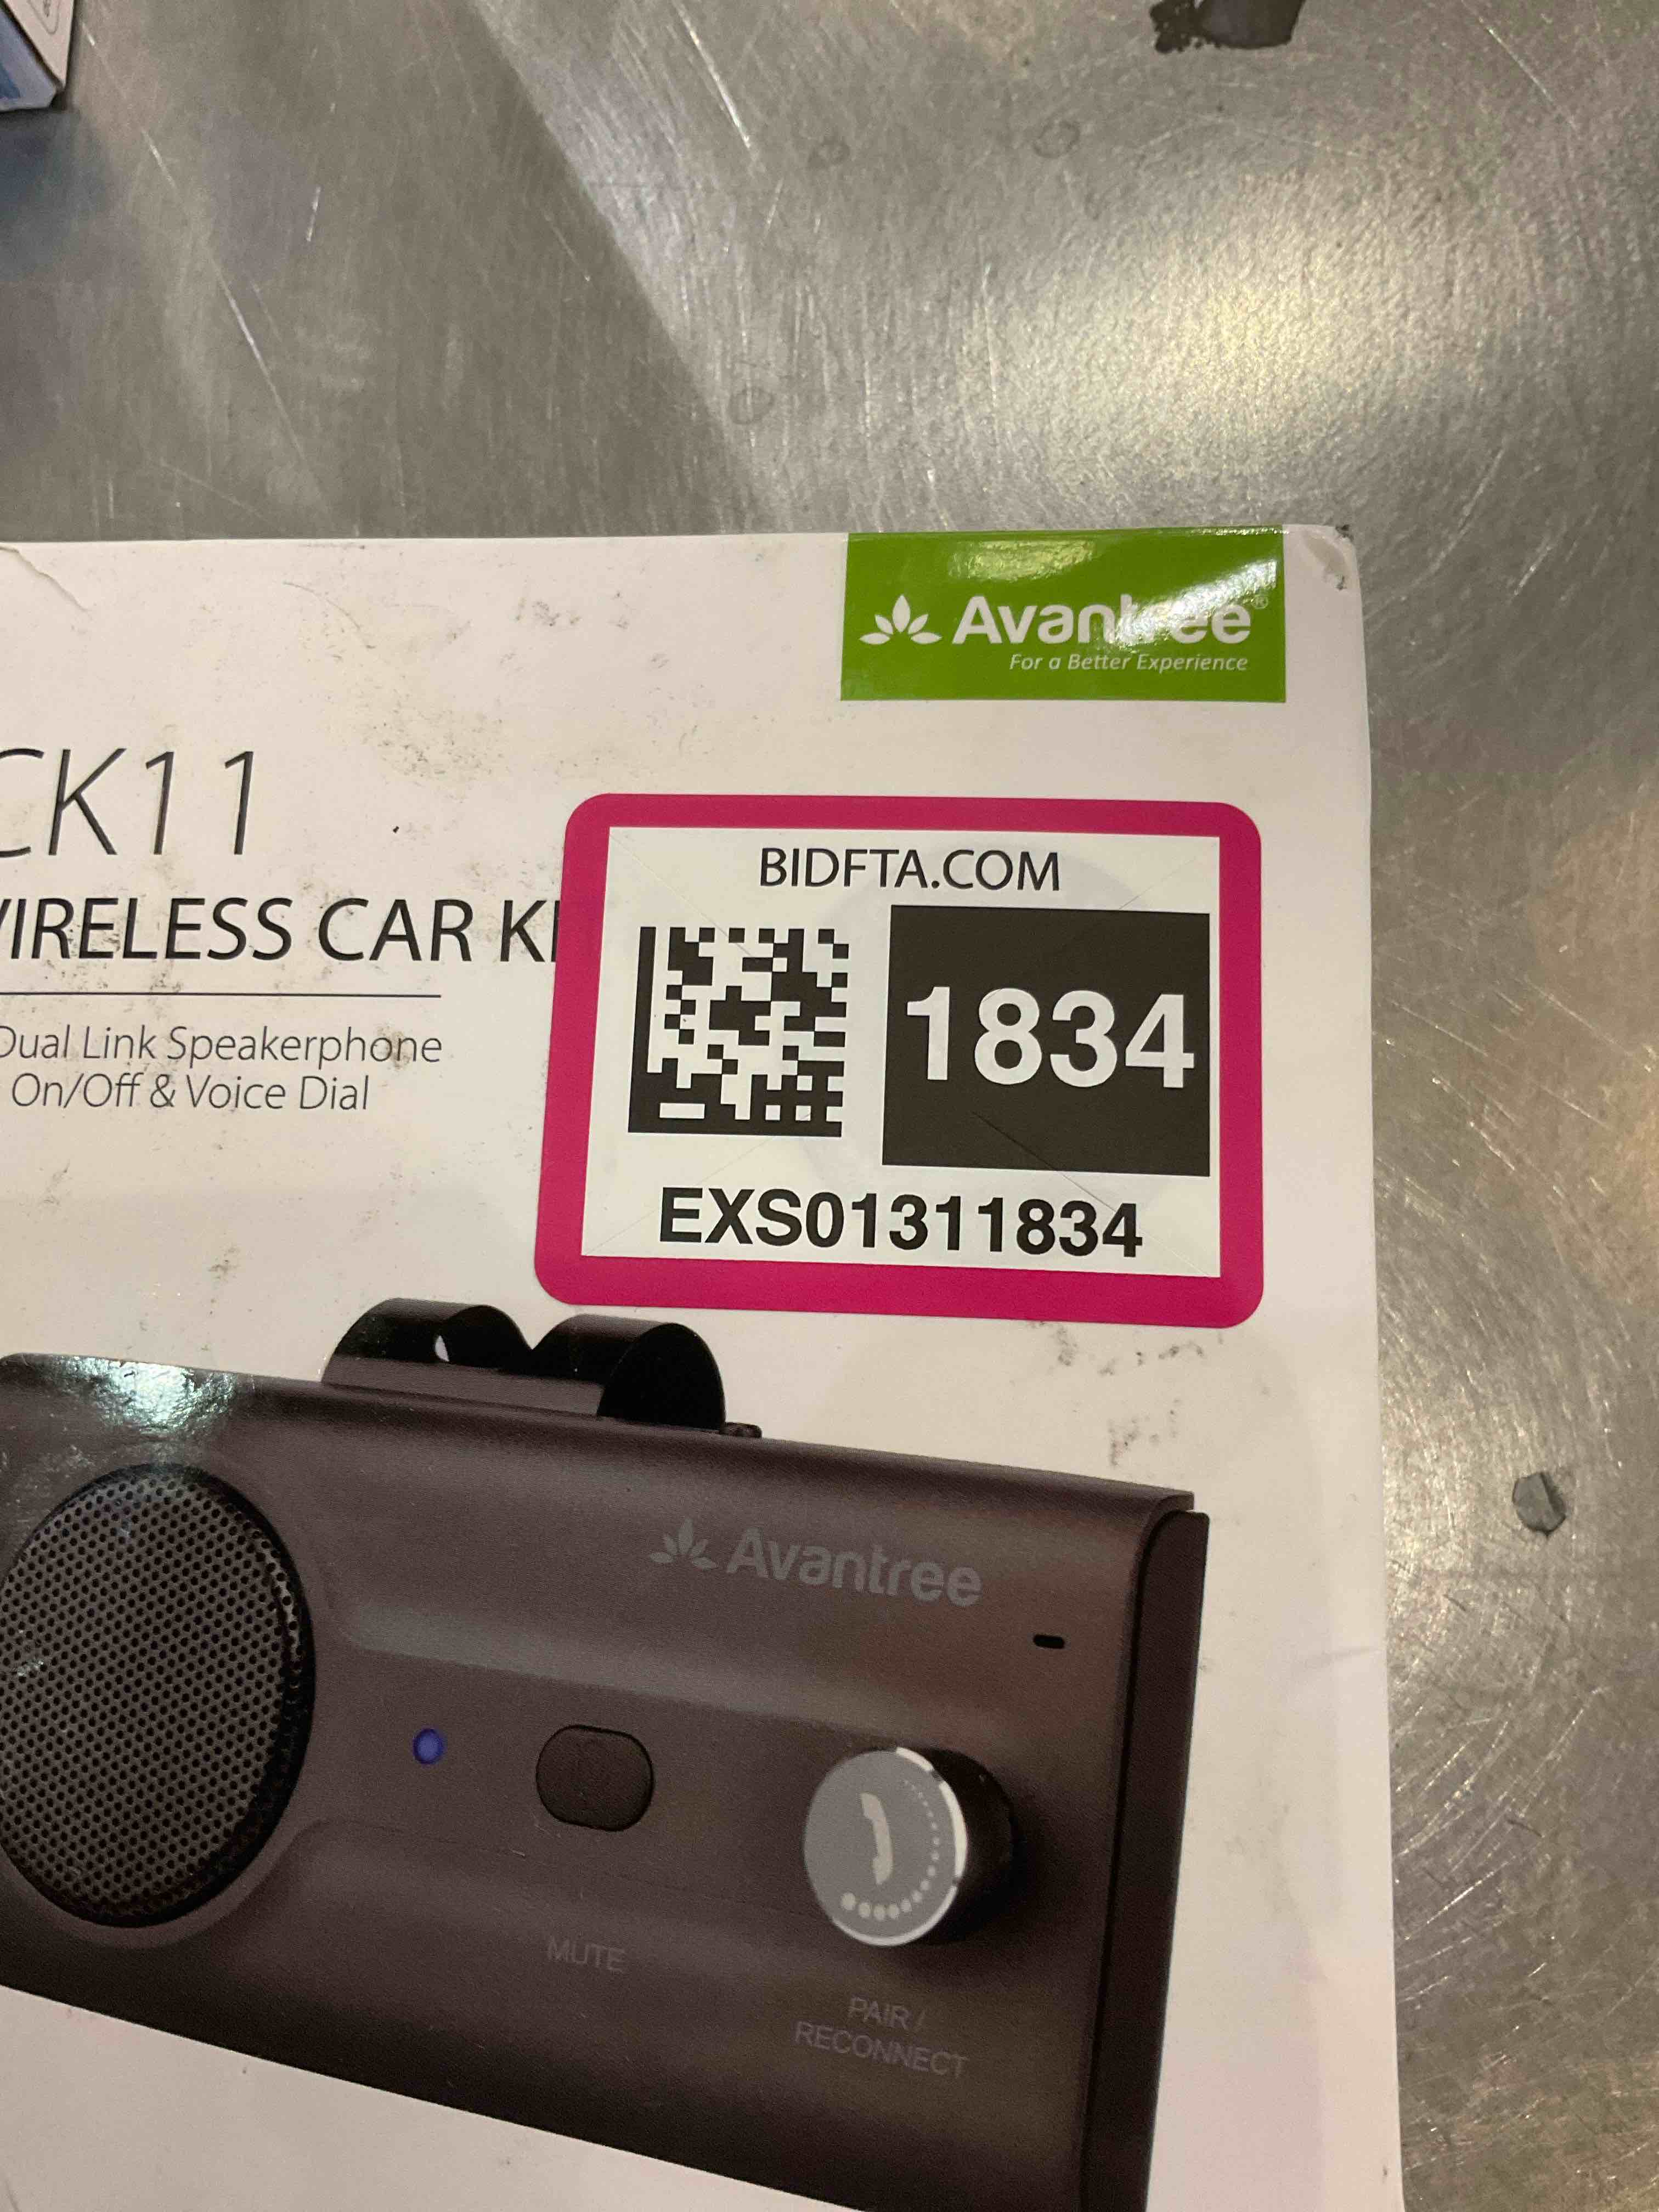 Avantree®
For a Better Experience
CK11
WIRELESS CAR
Dual Link Speakerphone
On/Off & Voice Dial
BIDFTA.COM
1834
EXS01311834
Avantree
MUTE
PAIR /
RECONNECT